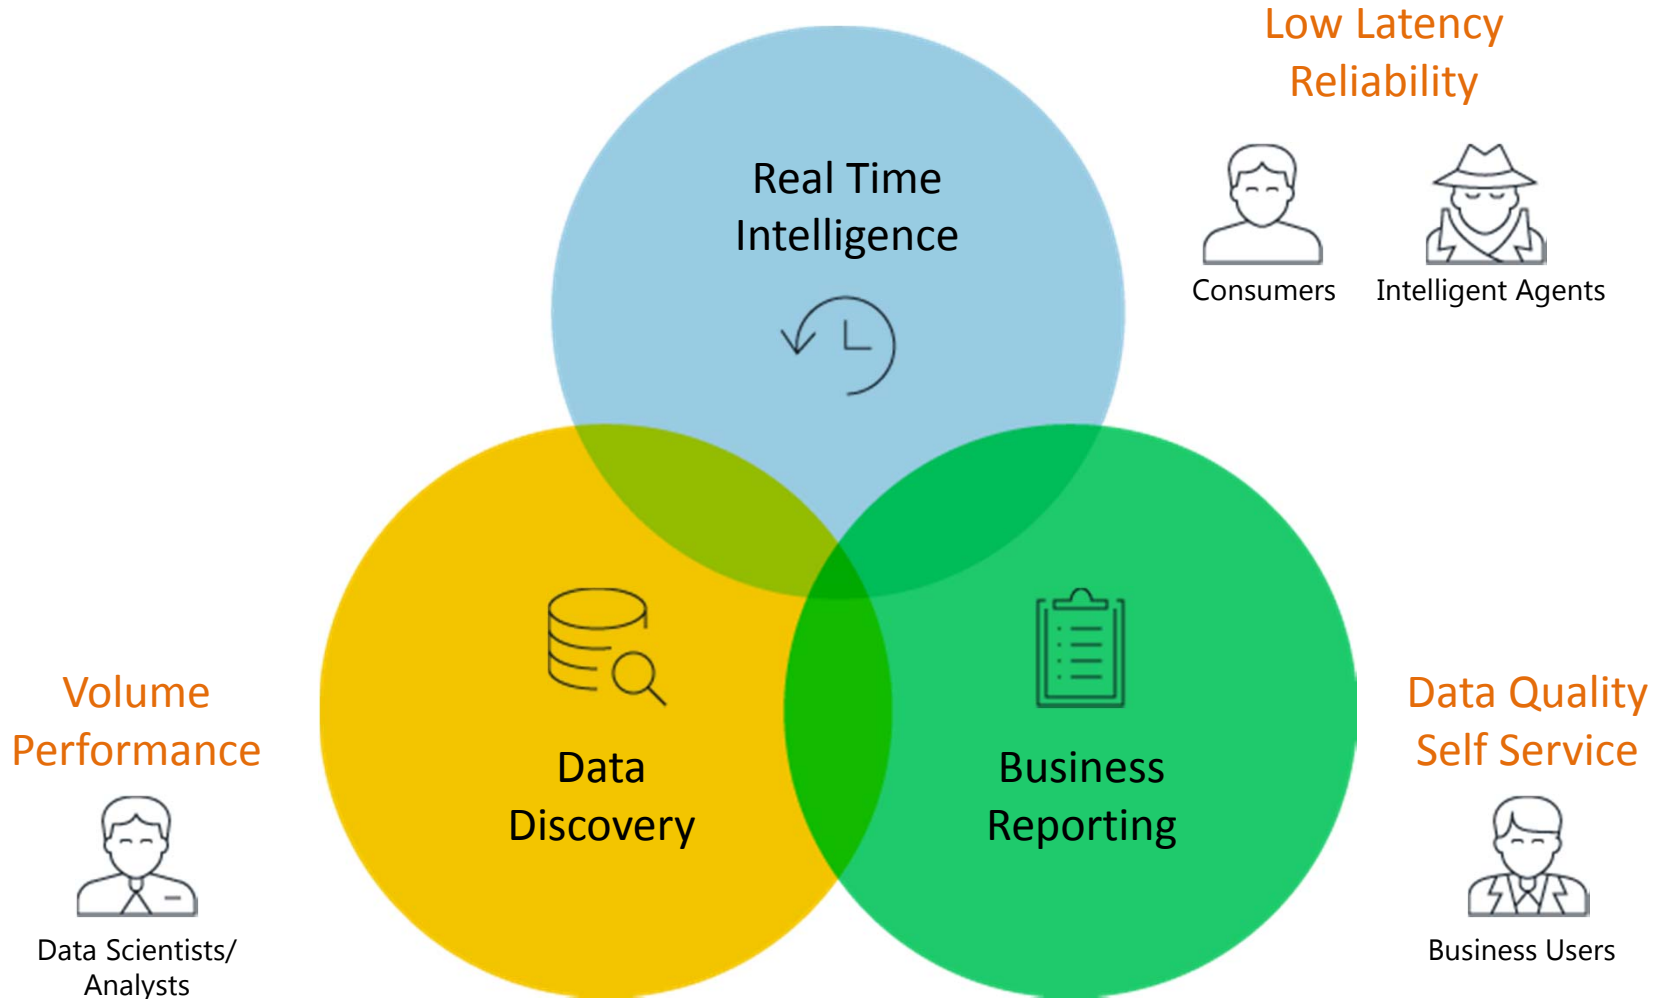 Low Latency
Reliability
Real Time
Intelligence
Consumers
Intelligent Agents
Volume
Performance
Data Scientists/
Analysts
Data
Discovery
Business
Reporting
Data Quality
Self Service
Business Users